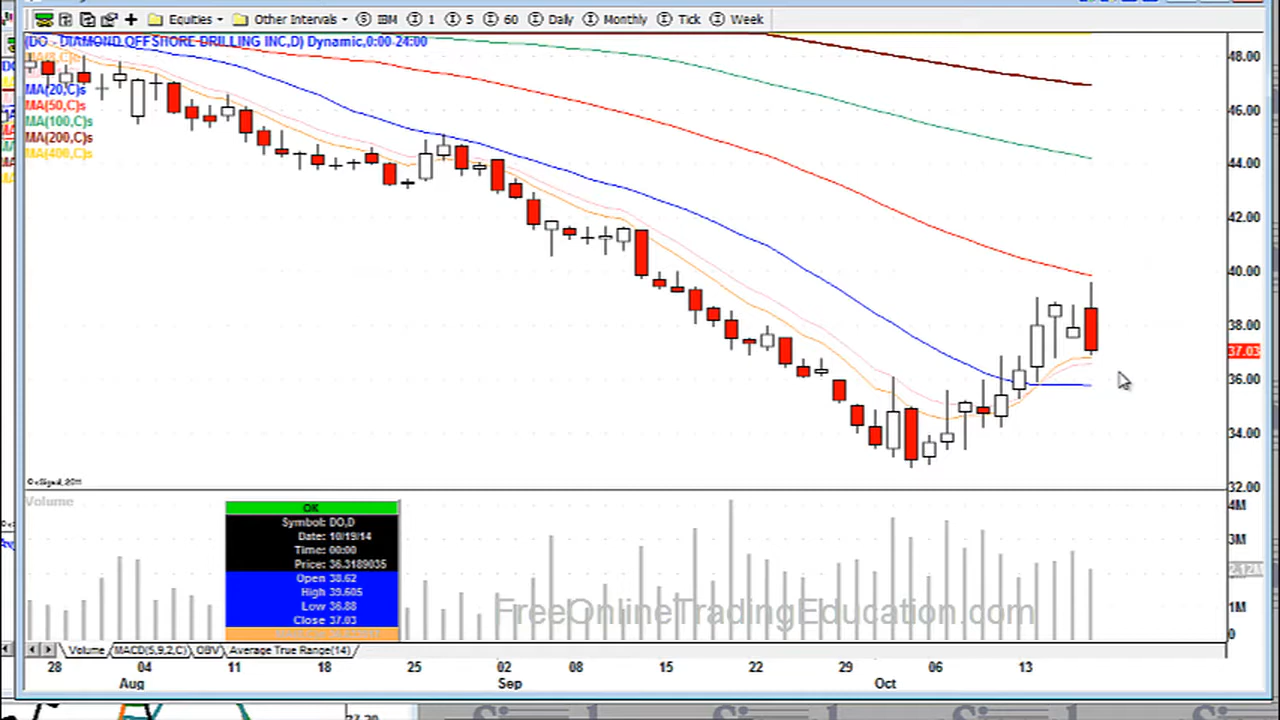 Equities Other Intervals IBM 1 5 60 Daily Monthly Tick Week
(DO - DIAMOND OFFSHORE DRILLING INC,D) Dynamic,0:00-24:00
MA(20,C)s
MA(50,C)s
MA(100,C)s
MA(200,C)s
MA(400,C)s
48.00
46.00
44.00
42.00
40.00
38.00
37.03
36.00
34.00
32.00
© eSignal, 2011
Volume
4M
3M
1M
0
OK
Symbol: DO,D
Date: 10/19/14
Time: 00:00
Price: 36.3189035
Open 38.62
High 39.605
Low 36.88
Close 37.03
FreeOnlineTradingEducation.com
Volume MACD(5,9,2,C) OBV Average True Range(14)
28 04 11 18 25 02 08 15 22 29 06 13
Aug Sep Oct